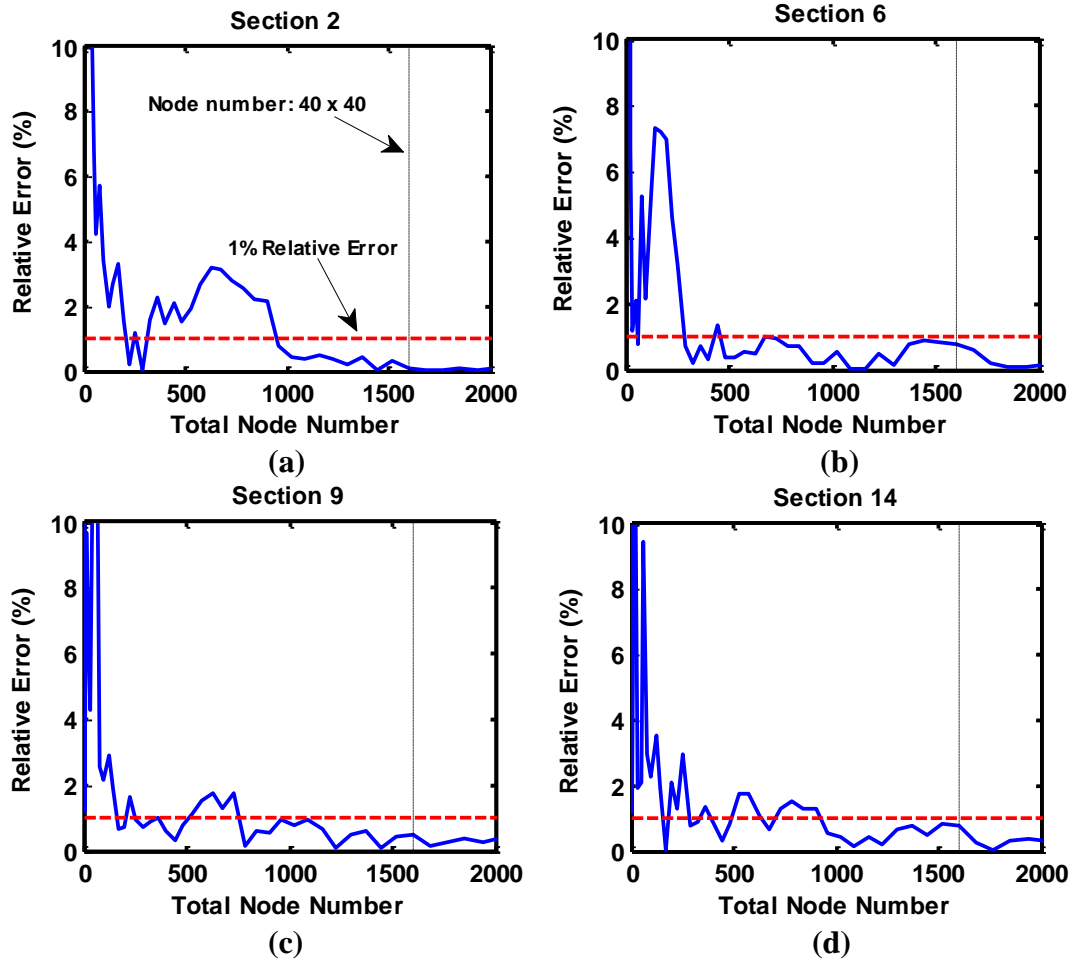 Section 2
10
8
6
4
2
0
Relative Error (%)
Node number: 40 x 40
1% Relative Error
0
500
1000
1500
2000
Total Node Number
(a)
Section 6
10
8
6
4
2
0
Relative Error (%)
0
500
1000
1500
2000
Total Node Number
(b)
Section 9
10
8
6
4
2
0
Relative Error (%)
0
500
1000
1500
2000
Total Node Number
(c)
Section 14
10
8
6
4
2
0
Relative Error (%)
0
500
1000
1500
2000
Total Node Number
(d)